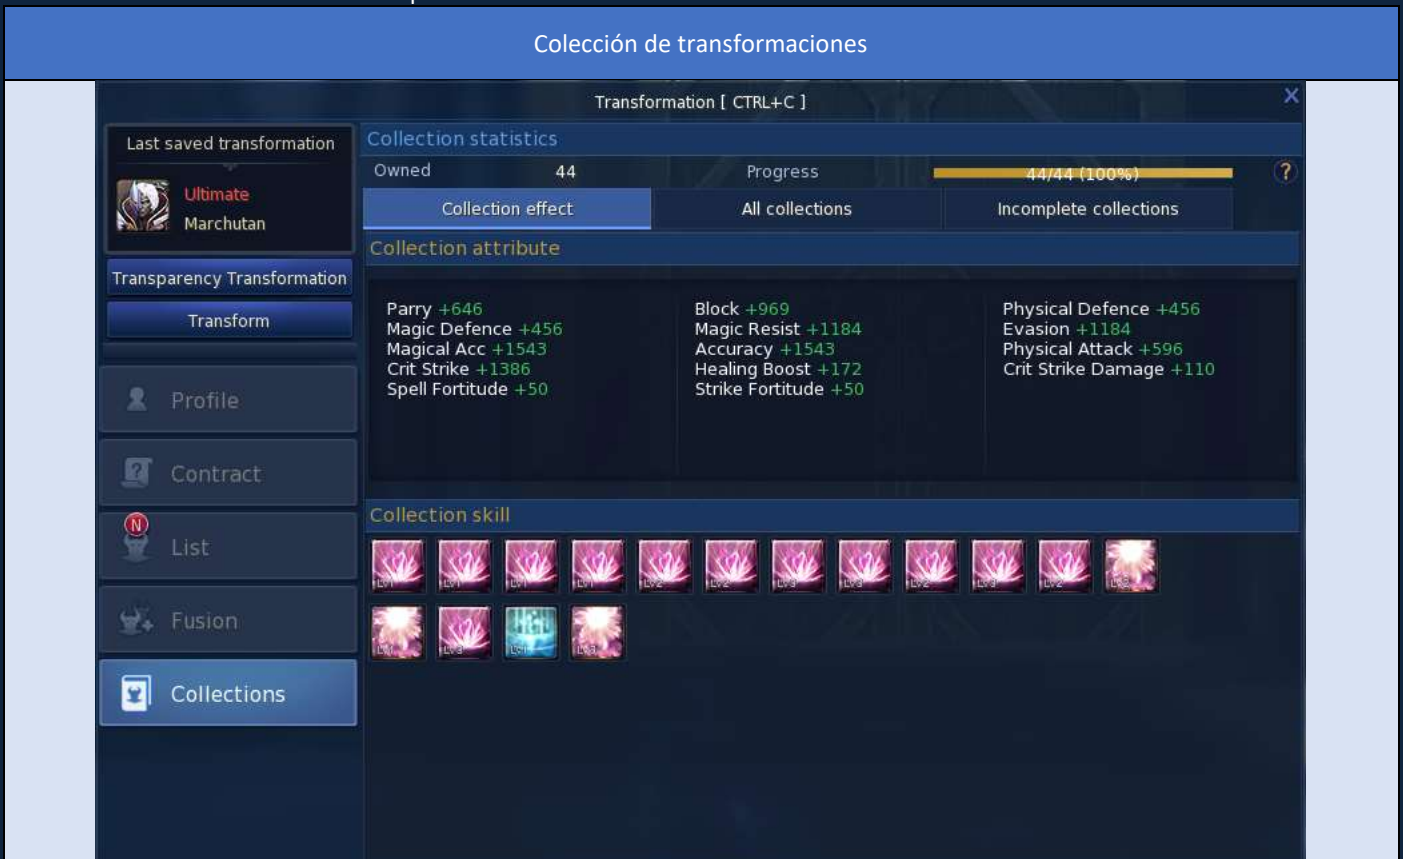 Colección de transformaciones
Transformation [ CTRL+C ]
X
Last saved transformation
Ultimate
Marchutan
Transparency Transformation
Transform
Profile
Contract
N
List
Fusion
Collections
Collection statistics
Owned 44 Progress 44/44 (100%) ?
Collection effect All collections Incomplete collections
Collection attribute
Parry +646 Block +969 Physical Defence +456
Magic Defence +456 Magic Resist +1184 Evasion +1184
Magical Acc +1543 Accuracy +1543 Physical Attack +596
Crit Strike +1386 Healing Boost +172 Crit Strike Damage +110
Spell Fortitude +50 Strike Fortitude +50
Collection skill